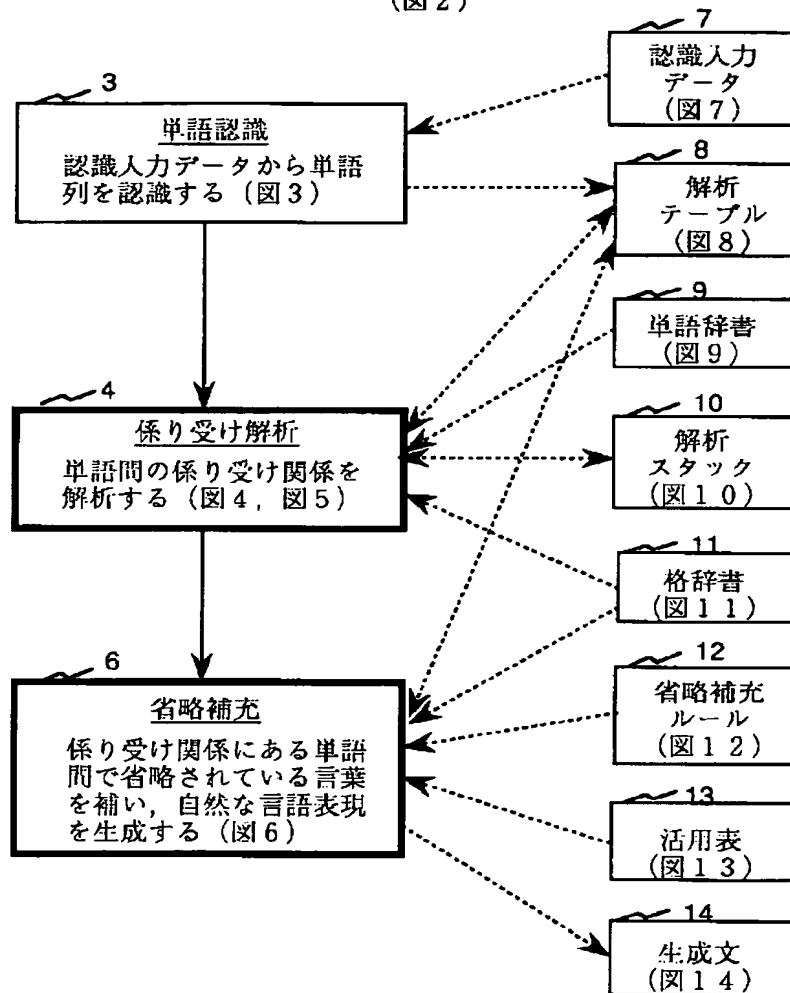 (図2)
3
単語認識
認識入力データから単語
列を認識する (図3)
4
係り受け解析
単語間の係り受け関係を
解析する (図4, 図5)
6
省略補充
係り受け関係にある単語
間で省略されている言葉
を補い, 自然な言語表現
を生成する (図6)
7
認識入力
データ
(図7)
8
解析
テーブル
(図8)
9
単語辞書
(図9)
10
解析
スタック
(図10)
11
格辞書
(図11)
12
省略補充
ルール
(図12)
13
活用表
(図13)
14
生成文
(図14)